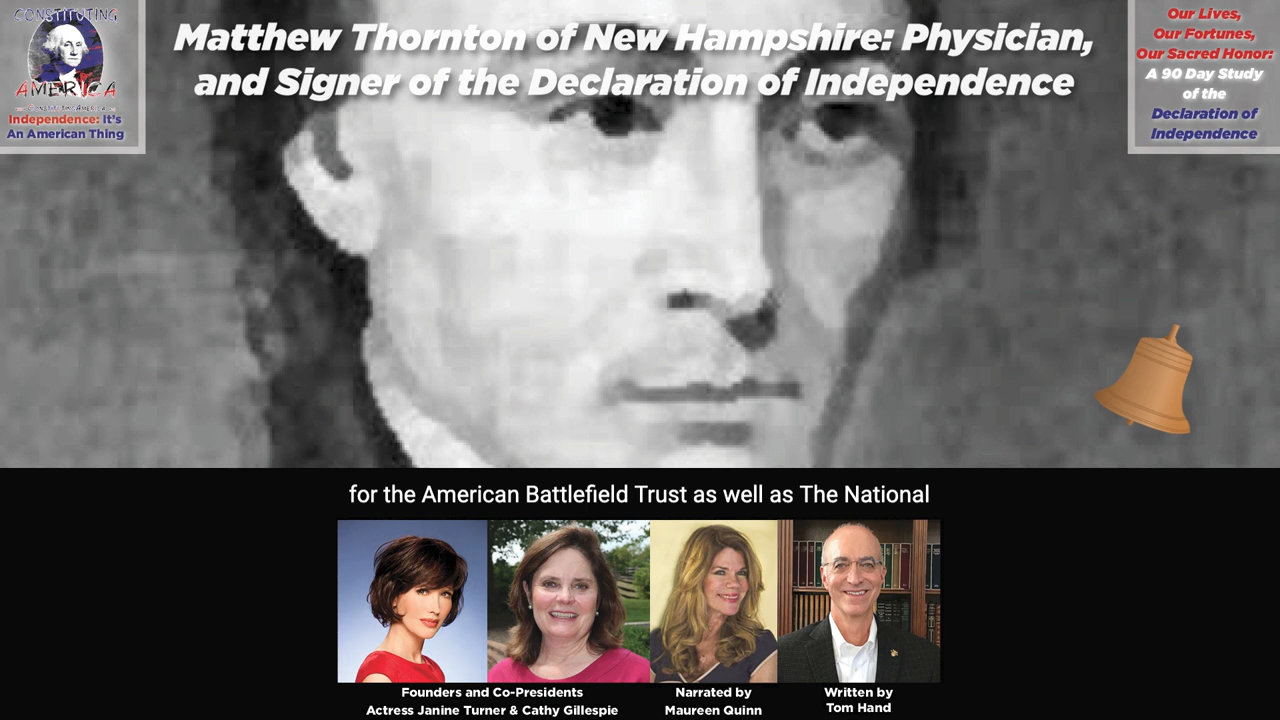 CONSTITUTING
AMERICA
Independence: It's
An American Thing
Matthew Thornton of New Hampshire: Physician,
and Signer of the Declaration of Independence
Our Lives,
Our Fortunes,
Our Sacred Honor:
A 90 Day Study
of the
Declaration of
Independence
for the American Battlefield Trust as well as The National
Founders and Co-Presidents
Actress Janine Turner & Cathy Gillespie
Narrated by
Maureen Quinn
Written by
Tom Hand